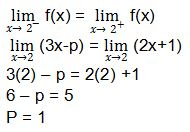 lim x→ 2⁻ f(x) = lim x→ 2⁺ f(x)
lim x→2 (3x-p) = lim x→2 (2x+1)
3(2) – p = 2(2) +1
6 – p = 5
P = 1